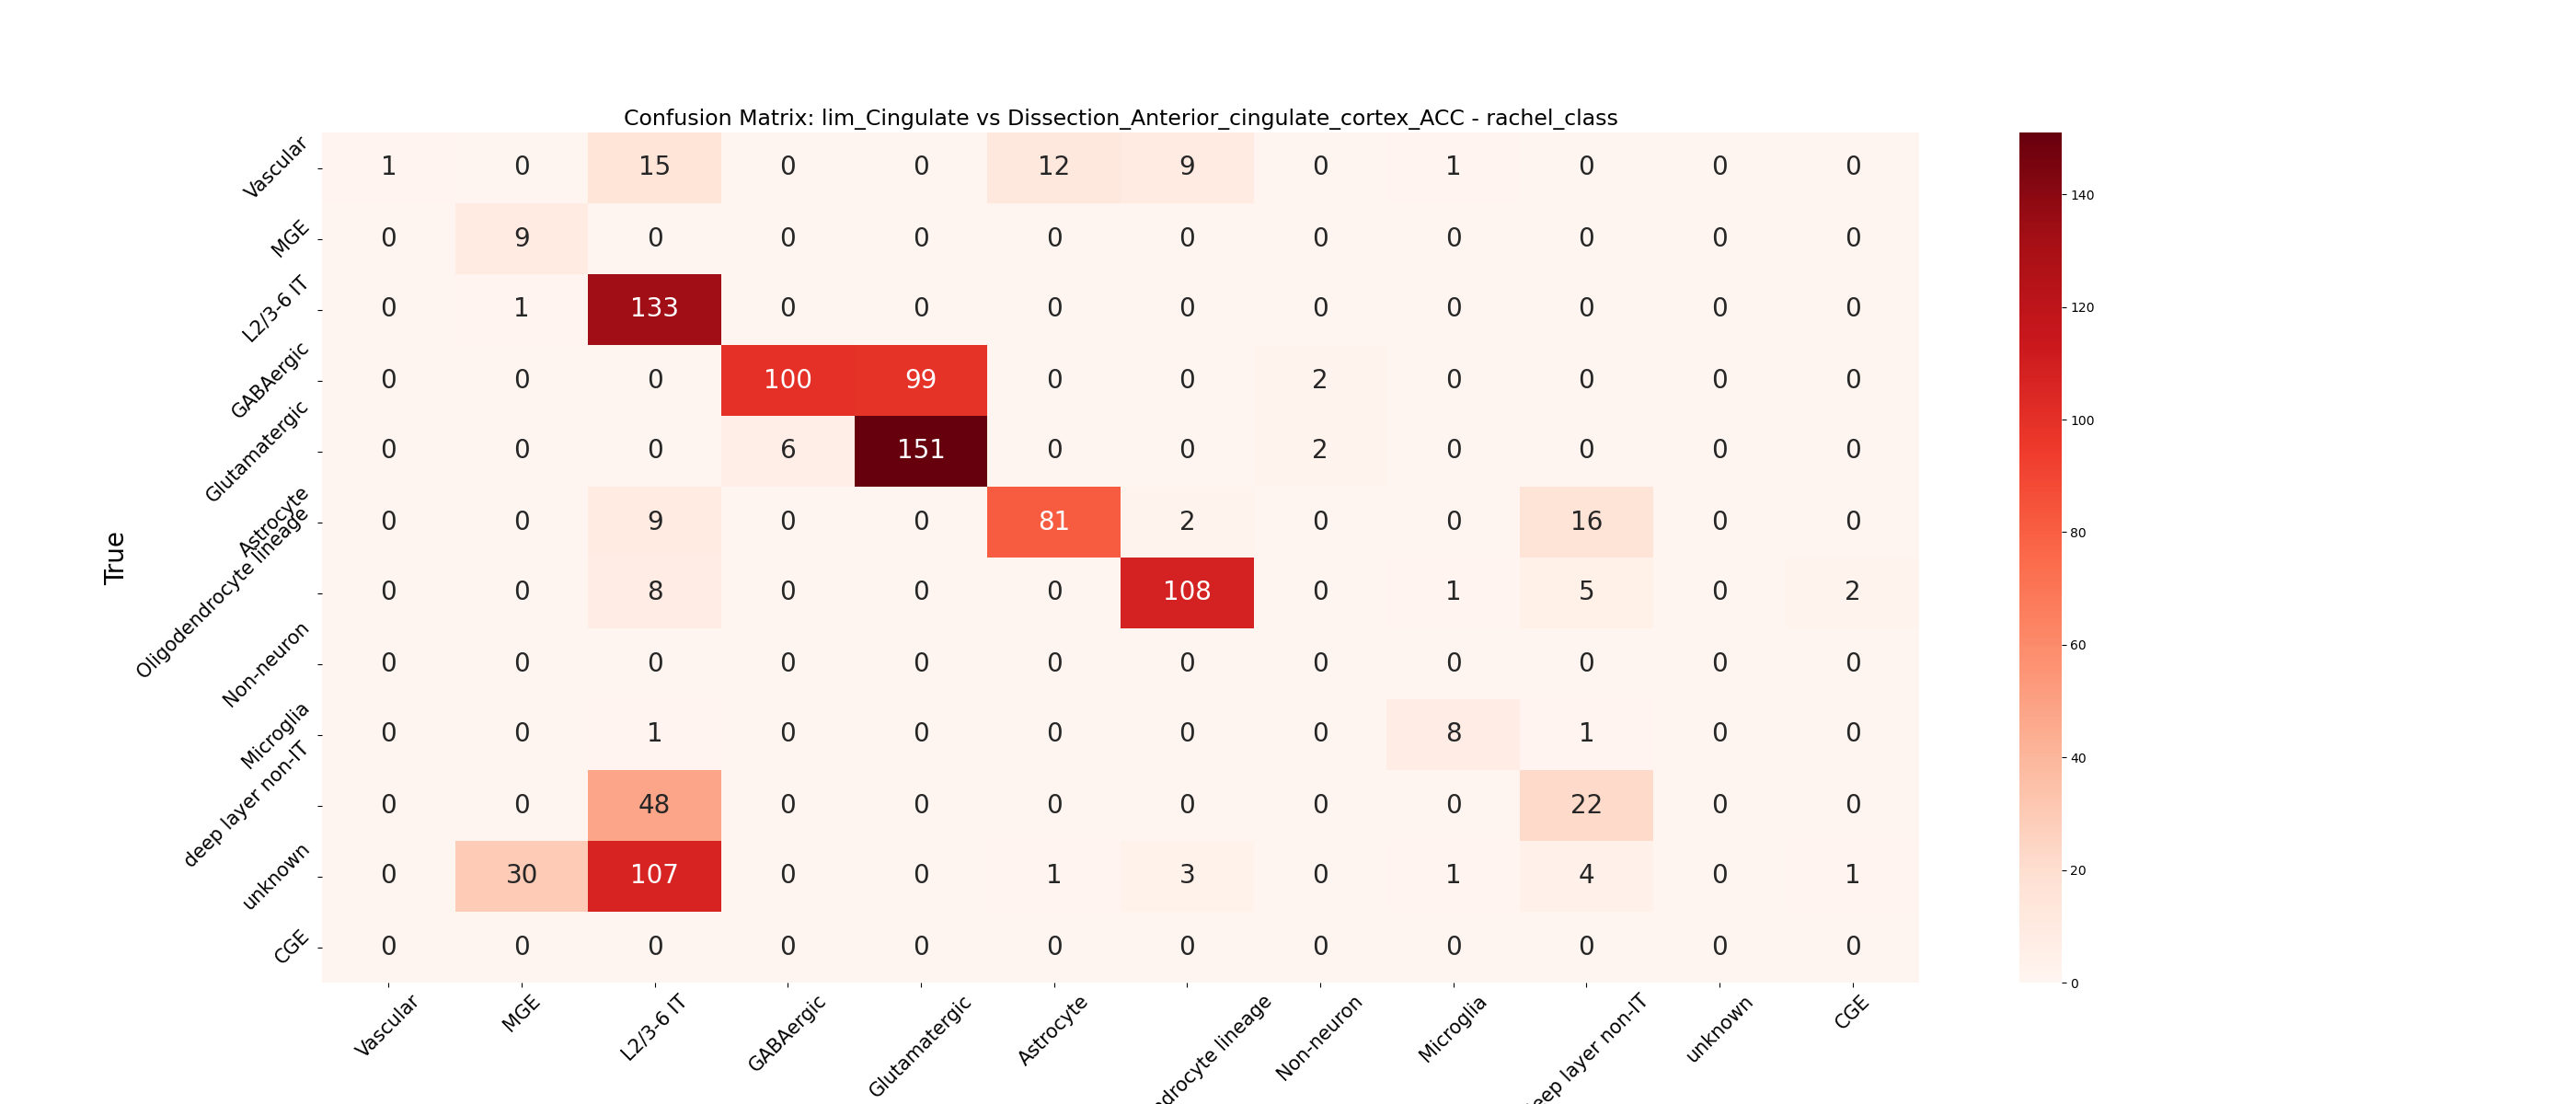 Confusion Matrix: lim_Cingulate vs Dissection_Anterior_cingulate_cortex_ACC - rachel_class
Vascular 1 0 15 0 0 12 9 0 1 0 0 0
MGE 0 9 0 0 0 0 0 0 0 0 0 0
L2/3-6 IT 0 1 133 0 0 0 0 0 0 0 0 0
GABAergic 0 0 0 100 99 0 0 2 0 0 0 0
Glutamatergic 0 0 0 6 151 0 0 2 0 0 0 0
Astrocyte 0 0 9 0 0 81 2 0 0 16 0 0
Oligodendrocyte lineage 0 0 8 0 0 0 108 0 1 5 0 2
Non-neuron 0 0 0 0 0 0 0 0 0 0 0 0
Microglia 0 0 1 0 0 0 0 0 8 1 0 0
deep layer non-IT 0 0 48 0 0 0 0 0 0 22 0 0
unknown 0 30 107 0 0 1 3 0 1 4 0 1
CGE 0 0 0 0 0 0 0 0 0 0 0 0
True
Vascular MGE L2/3-6 IT GABAergic Glutamatergic Astrocyte lineage Non-neuron Microglia layer non-IT unknown CGE
140
120
100
80
60
40
20
0